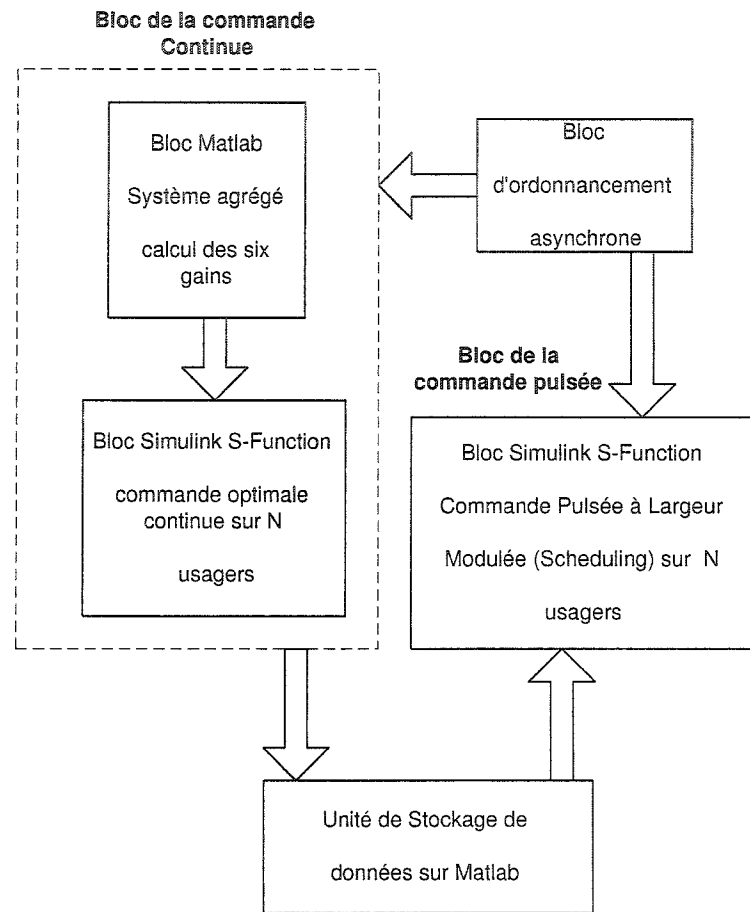 Bloc de la commande
Continue
Bloc Matlab
Système agrégé
calcul des six
gains
Bloc
d'ordonnancement
asynchrone
Bloc Simulink S-Function
commande optimale
continue sur N
usagers
Bloc de la
commande pulsée
Bloc Simulink S-Function
Commande Pulsée à Largeur
Modulée (Scheduling) sur N
usagers
Unité de Stockage de
données sur Matlab